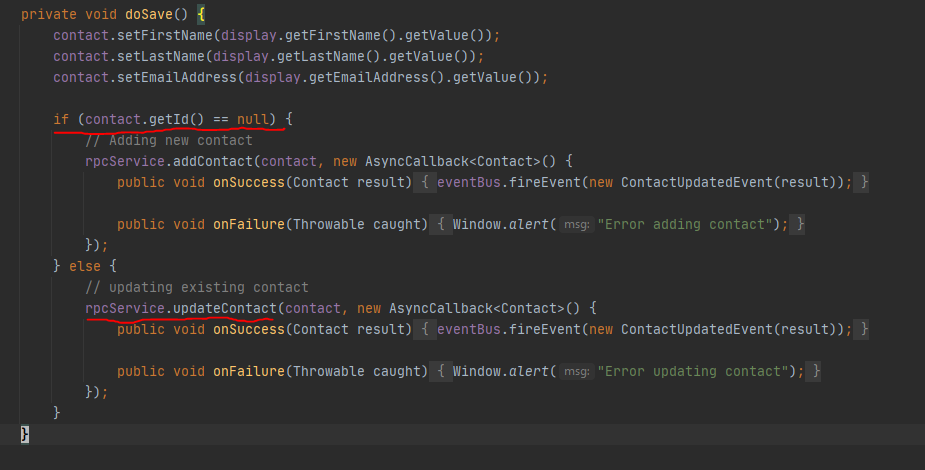 private void doSave() {
contact.setFirstName(display.getFirstName().getValue());
contact.setLastName(display.getLastName().getValue());
contact.setEmailAddress(display.getEmailAddress().getValue());
if (contact.getId() == null) {
// Adding new contact
rpcService.addContact(contact, new AsyncCallback<Contact>() {
public void onSuccess(Contact result) { eventBus.fireEvent(new ContactUpdatedEvent(result)); }
public void onFailure(Throwable caught) { Window.alert( msg: "Error adding contact"); }
});
} else {
// updating existing contact
rpcService.updateContact(contact, new AsyncCallback<Contact>() {
public void onSuccess(Contact result) { eventBus.fireEvent(new ContactUpdatedEvent(result)); }
public void onFailure(Throwable caught) { Window.alert( msg: "Error updating contact"); }
});
}
}